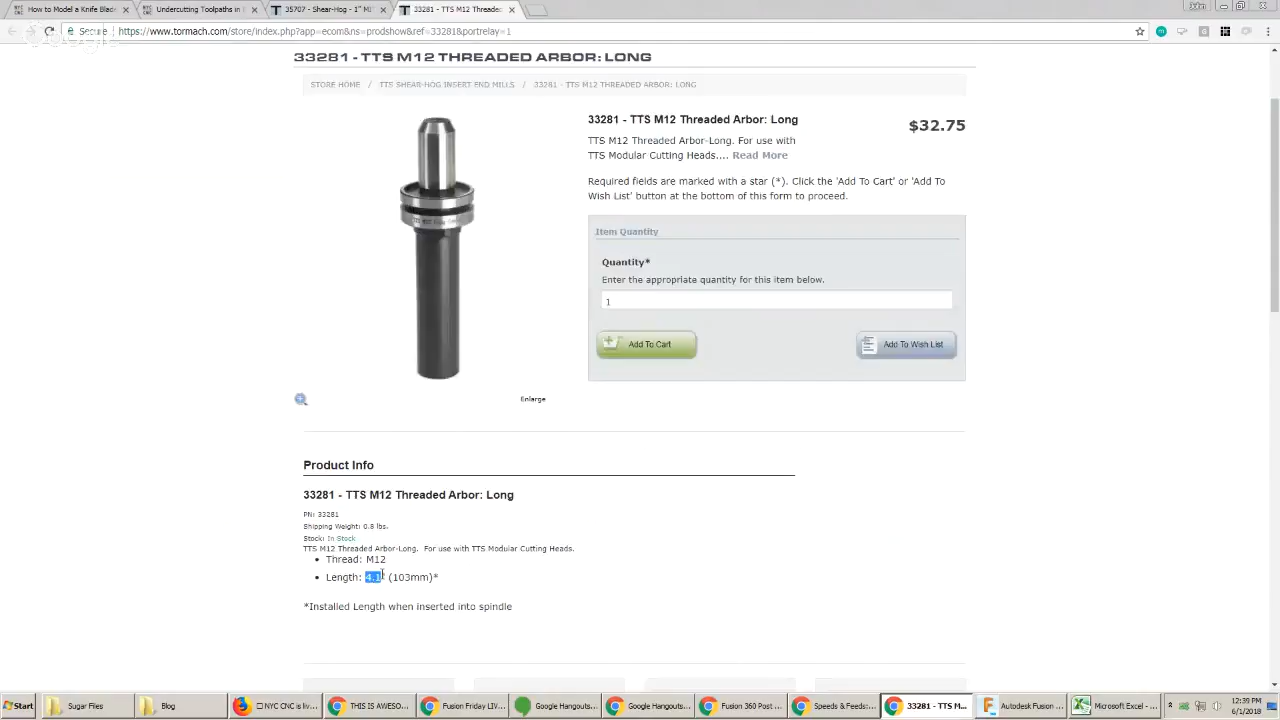 How to Model a Knife Blade
Undercutting Toolpaths in F
35707 - Shear-Hog - 1" M
33281 - TTS M12 Threaded
Secure
https://www.tormach.com/store/index.php?app=ecom&ns=prodshow&ref=33281&portrelay=1
33281 - TTS M12 THREADED ARBOR: LONG
STORE HOME / TTS SHEAR-HOG INSERT END MILLS / 33281 - TTS M12 THREADED ARBOR: LONG
33281 - TTS M12 Threaded Arbor: Long
$32.75
TTS M12 Threaded Arbor-Long. For use with
TTS Modular Cutting Heads.... Read More
Required fields are marked with a star (*). Click the 'Add To Cart' or 'Add To
Wish List' button at the bottom of this form to proceed.
Item Quantity
Quantity*
Enter the appropriate quantity for this item below.
1
Add To Cart
Add To Wish List
Enlarge
Product Info
33281 - TTS M12 Threaded Arbor: Long
PN: 33281
Shipping Weight: 0.8 lbs.
Stock: In Stock
TTS M12 Threaded Arbor-Long. For use with TTS Modular Cutting Heads.
• Thread: M12
• Length: 4.1" (103mm)*
*Installed Length when inserted into spindle
Start
Sugar Files
Blog
NYC CNC is liv...
THIS IS AWESO...
Fusion Friday LIV...
Google Hangouts...
Google Hangouts...
Fusion 360 Post ...
Speeds & Feeds:...
33281 - TTS M...
Autodesk Fusion ...
Microsoft Excel - ...
12:39 PM
6/1/2018